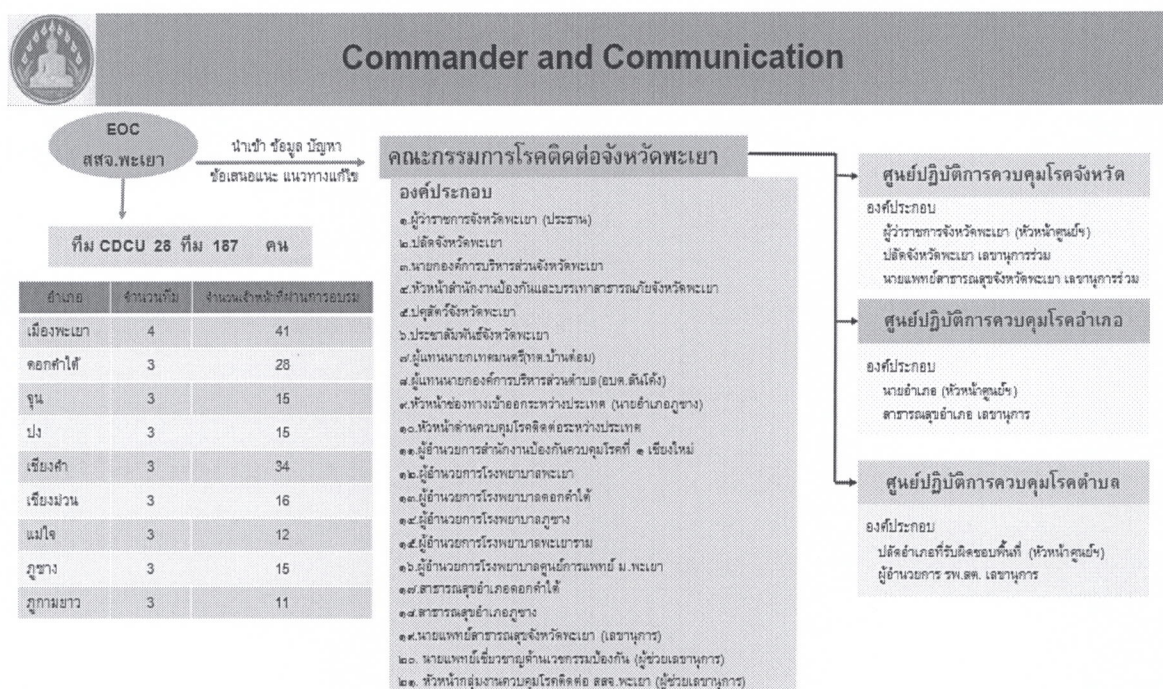 Commander and Communication
EOC
สสจ.พะเยา
นำเข้า ข้อมูล ปัญหา
ข้อเสนอแนะ แนวทางแก้ไข
ทีม CDCU 28 ทีม 187 คน
อำเภอ จำนวนทีม จำนวนเจ้าหน้าที่ผ่านการอบรม
เมืองพะเยา 4 41
ดอกคำใต้ 3 28
จุน 3 15
ปง 3 15
เชียงคำ 3 34
เชียงม่วน 3 16
แม่ใจ 3 12
ภูซาง 3 15
ภูกามยาว 3 11
คณะกรรมการโรคติดต่อจังหวัดพะเยา
องค์ประกอบ
๑.ผู้ว่าราชการจังหวัดพะเยา (ประธาน)
๒.ปลัดจังหวัดพะเยา
๓.นายกองค์การบริหารส่วนจังหวัดพะเยา
๔.หัวหน้าสำนักงานป้องกันและบรรเทาสาธารณภัยจังหวัดพะเยา
๕.ปศุสัตว์จังหวัดพะเยา
๖.ประชาสัมพันธ์จังหวัดพะเยา
๗.ผู้แทนนายกเทศมนตรี(ทต.บ้านต๋อม)
๘.ผู้แทนนายกองค์การบริหารส่วนตำบล(อบต.สันโค้ง)
๙.หัวหน้าช่องทางเข้าออกระหว่างประเทศ (นายอำเภอภูซาง)
๑๐.หัวหน้าด่านควบคุมโรคติดต่อระหว่างประเทศ
๑๑.ผู้อำนวยการสำนักงานป้องกันควบคุมโรคที่ ๑ เชียงใหม่
๑๒.ผู้อำนวยการโรงพยาบาลพะเยา
๑๓.ผู้อำนวยการโรงพยาบาลดอกคำใต้
๑๔.ผู้อำนวยการโรงพยาบาลภูซาง
๑๕.ผู้อำนวยการโรงพยาบาลพะเยาราม
๑๖.ผู้อำนวยการโรงพยาบาลศูนย์การแพทย์ ม.พะเยา
๑๗.สาธารณสุขอำเภอดอกคำใต้
๑๘.สาธารณสุขอำเภอภูซาง
๑๙.นายแพทย์สาธารณสุขจังหวัดพะเยา (เลขานุการ)
๒๐. นายแพทย์เชี่ยวชาญด้านเวชกรรมป้องกัน (ผู้ช่วยเลขานุการ)
๒๑. หัวหน้ากลุ่มงานควบคุมโรคติดต่อ สสจ.พะเยา (ผู้ช่วยเลขานุการ)
ศูนย์ปฏิบัติการควบคุมโรคจังหวัด
องค์ประกอบ
ผู้ว่าราชการจังหวัดพะเยา (หัวหน้าศูนย์ฯ)
ปลัดจังหวัดพะเยา เลขานุการร่วม
นายแพทย์สาธารณสุขจังหวัดพะเยา เลขานุการร่วม
ศูนย์ปฏิบัติการควบคุมโรคอำเภอ
องค์ประกอบ
นายอำเภอ (หัวหน้าศูนย์ฯ)
สาธารณสุขอำเภอ เลขานุการ
ศูนย์ปฏิบัติการควบคุมโรคตำบล
องค์ประกอบ
ปลัดอำเภอที่รับผิดชอบพื้นที่ (หัวหน้าศูนย์ฯ)
ผู้อำนวยการ รพ.สต. เลขานุการ